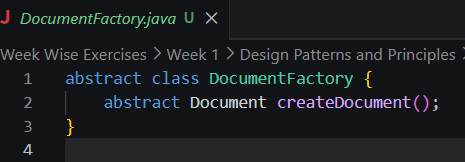 J DocumentFactory.java U ×
Week Wise Exercises > Week 1 > Design Patterns and Principles >
1 abstract class DocumentFactory {
2     abstract Document createDocument();
3 }
4